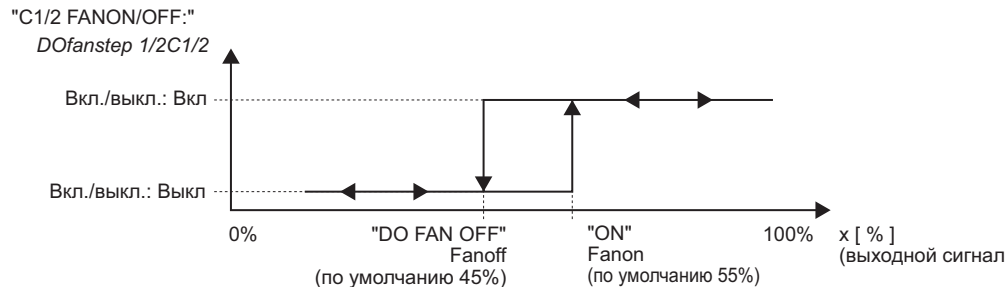 "C1/2 FANON/OFF:"
DOfanstep 1/2C1/2
Вкл./выкл.: Вкл
Вкл./выкл.: Выкл
0%
"DO FAN OFF"
Fanoff
(по умолчанию 45%)
"ON"
Fanon
(по умолчанию 55%)
100%
x [ % ]
(выходной сигнал